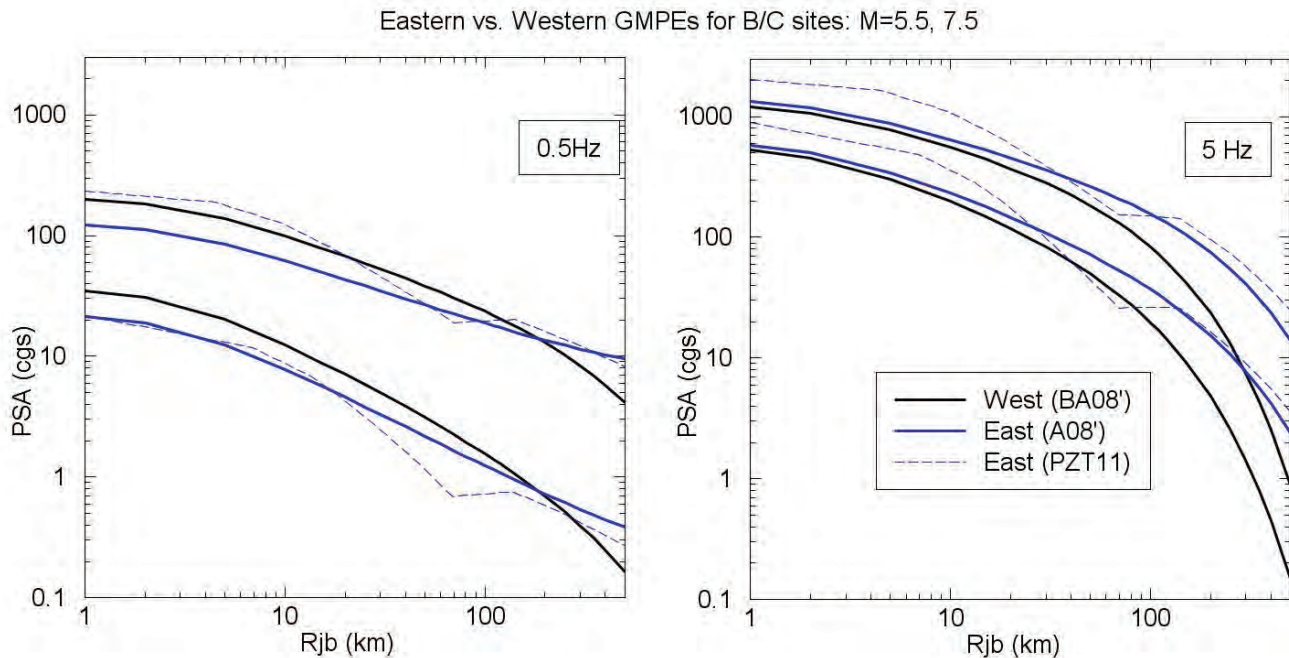 Eastern vs. Western GMPEs for B/C sites: M=5.5, 7.5
1000
100
10
1
0.1
PSA (cgs)
0.5Hz
1
10
100
Rjb (km)
1000
100
10
1
0.1
PSA (cgs)
5 Hz
West (BA08')
East (A08')
East (PZT11)
1
10
100
Rjb (km)